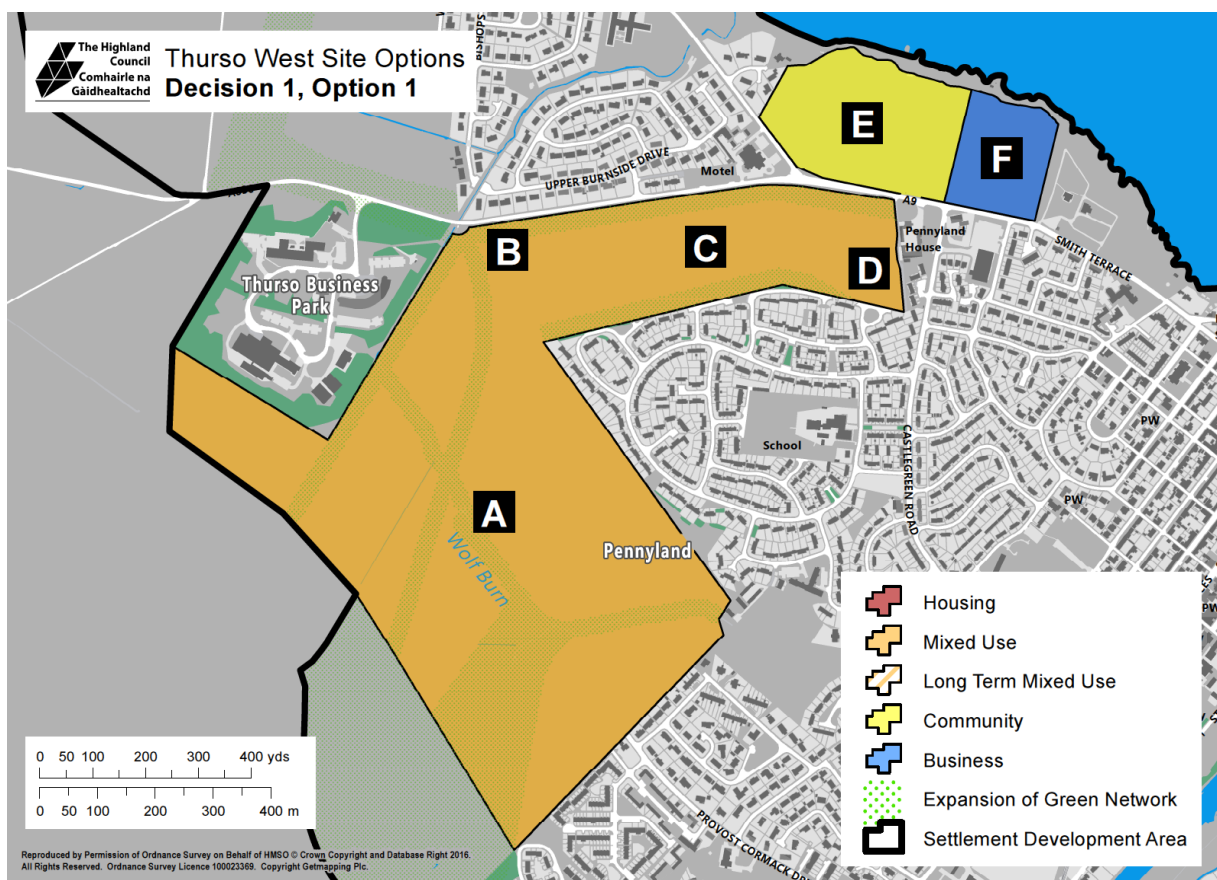 The Highland
Council
Comhairle na
Gàidhealtachd
Thurso West Site Options
Decision 1, Option 1
BISHOPS
UPPER BURNSIDE DRIVE
Motel
E
F
A9
B
C
D
Pennyland
House
SMITH TERRACE
Thurso Business
Park
School
CASTLEGREEN ROAD
PW
PW
PW
A
Wolf Burn
Pennyland
PROVOST CORMACK DR
Housing
Mixed Use
Long Term Mixed Use
Community
Business
Expansion of Green Network
Settlement Development Area
0 50 100 200 300 400 yds
0 50 100 200 300 400 m
Reproduced by Permission of Ordnance Survey on Behalf of HMSO © Crown Copyright and Database Right 2016.
All Rights Reserved. Ordnance Survey Licence 100023369. Copyright Getmapping Plc.